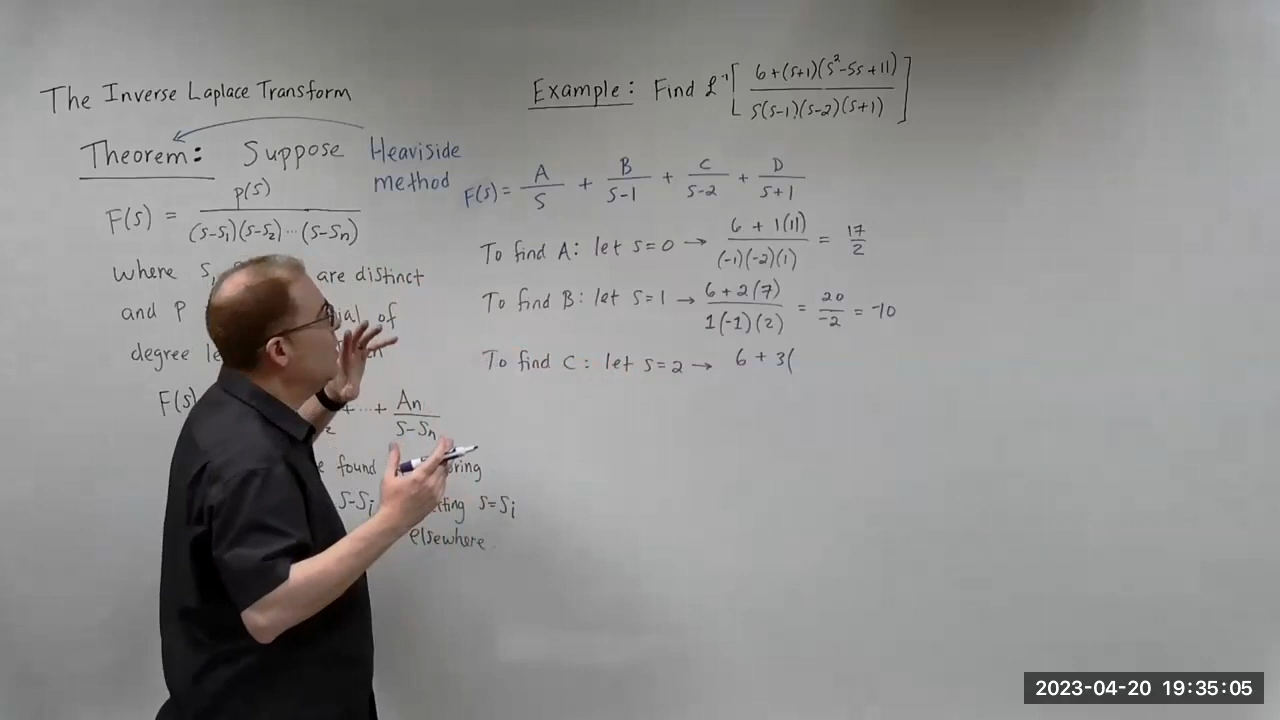 The Inverse Laplace Transform
Theorem: Suppose
Heaviside
method
F(s) = p(s) / (s-s₁)(s-s₂)···(s-sₙ)
where s, are distinct
and p of
degree
F(s) +···+ Aₙ / s-sₙ
found
s-sᵢ s=sᵢ
elsewhere.
Example: Find ℒ⁻¹[ 6+(s+1)(s²-5s+11) / s(s-1)(s-2)(s+1) ]
F(s) = A/s + B/s-1 + C/s-2 + D/s+1
To find A: let s=0 → 6 + 1(11) / (-1)(-2)(1) = 17/2
To find B: let s=1 → 6+2(7) / 1(-1)(2) = 20/-2 = -10
To find C: let s=2 → 6 + 3(
2023-04-20 19:35:05